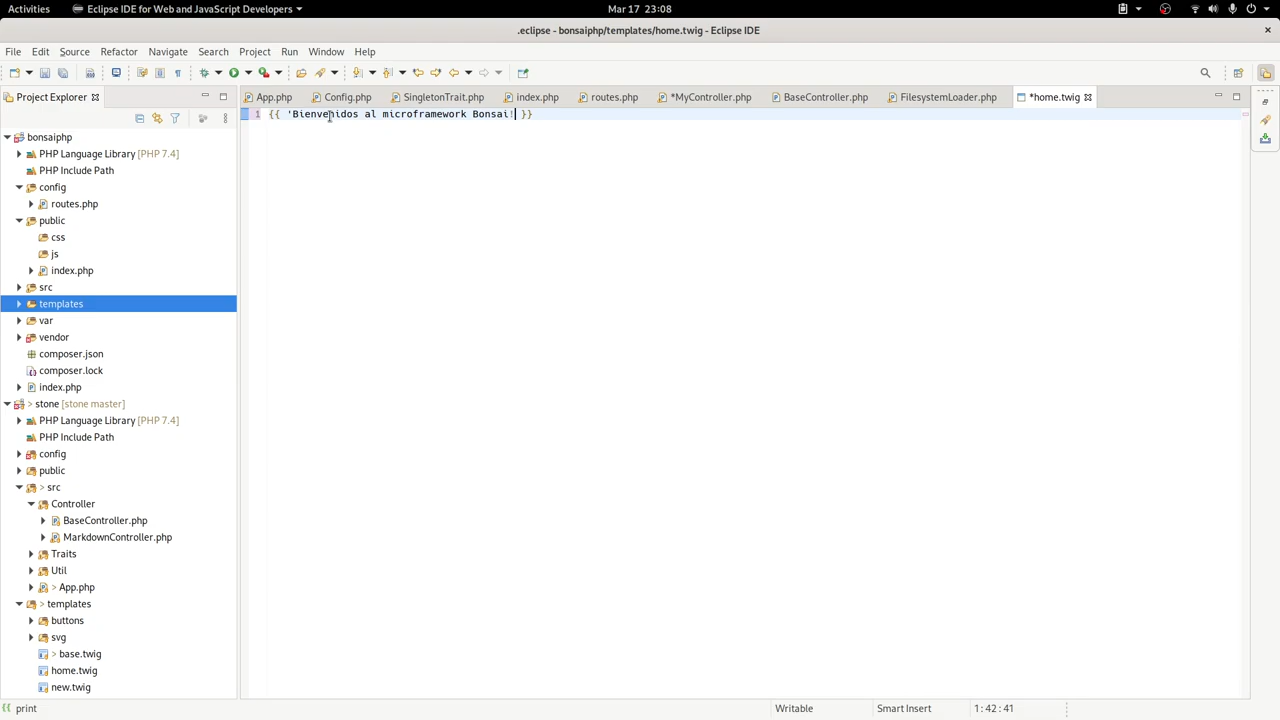 Activities Eclipse IDE for Web and JavaScript Developers Mar 17 23:08
.eclipse - bonsaiphp/templates/home.twig - Eclipse IDE
File Edit Source Refactor Navigate Search Project Run Window Help
Project Explorer App.php Config.php SingletonTrait.php index.php routes.php *MyController.php BaseController.php FilesystemLoader.php *home.twig
1 {{ 'Bienvenidos al microframework Bonsai! }}
bonsaiphp
PHP Language Library [PHP 7.4]
PHP Include Path
config
routes.php
public
css
js
index.php
src
templates
var
vendor
composer.json
composer.lock
index.php
> stone [stone master]
PHP Language Library [PHP 7.4]
PHP Include Path
config
public
> src
Controller
BaseController.php
MarkdownController.php
Traits
Util
> App.php
> templates
buttons
svg
> base.twig
home.twig
new.twig
print Writable Smart Insert 1 : 42 : 41